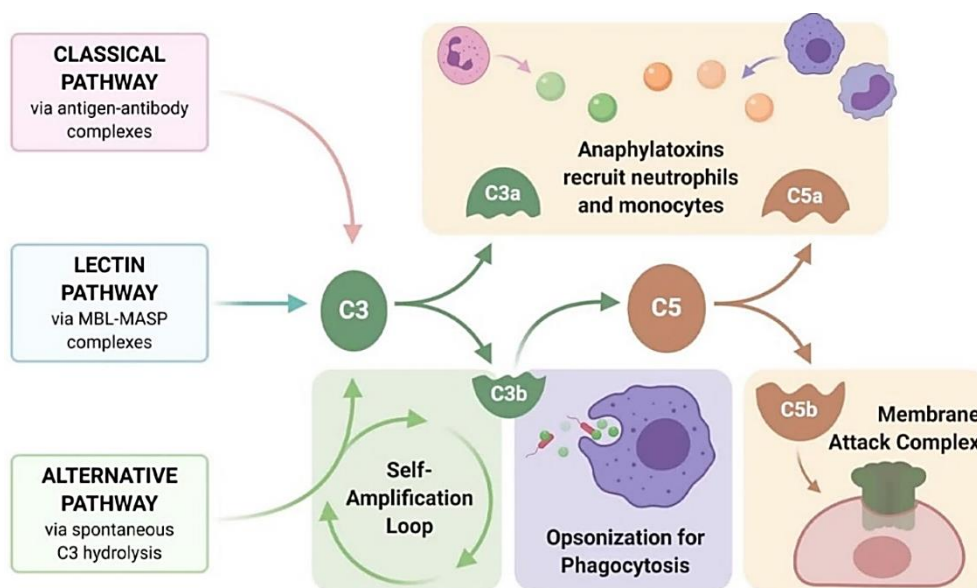 CLASSICAL
PATHWAY
via antigen-antibody
complexes
LECTIN
PATHWAY
via MBL-MASP
complexes
ALTERNATIVE
PATHWAY
via spontaneous
C3 hydrolysis
Anaphylatoxins
recruit neutrophils
and monocytes
C3a
C5a
C3
C5
C3b
C5b
Self-
Amplification
Loop
Opsonization for
Phagocytosis
Membrane
Attack Complex